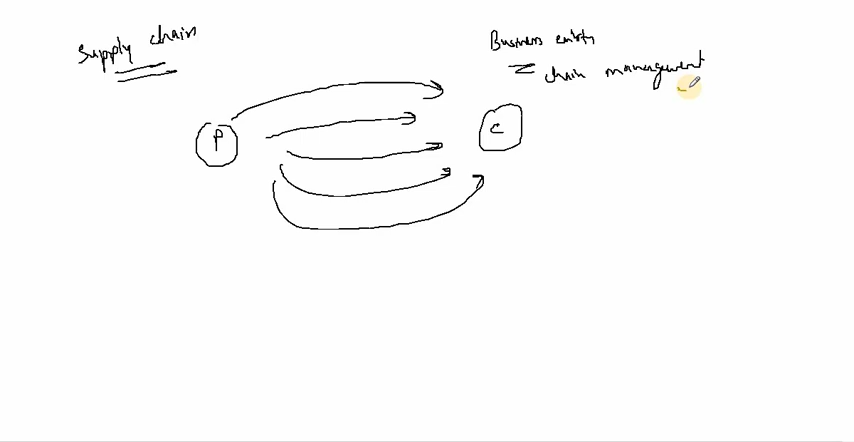 Supply chain
Business entity
chain management
P
C